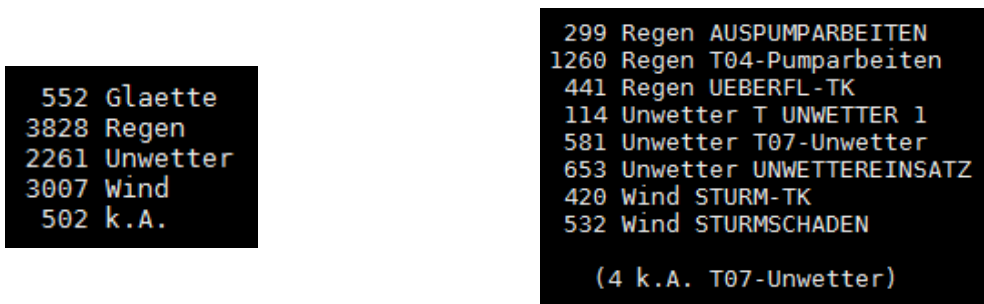 552 Glaette
3828 Regen
2261 Unwetter
3007 Wind
502 k.A.
299 Regen AUSPUMPARBEITEN
1260 Regen T04-Pumparbeiten
441 Regen UEBERFL-TK
114 Unwetter T UNWETTER 1
581 Unwetter T07-Unwetter
653 Unwetter UNWETTEREINSATZ
420 Wind STURM-TK
532 Wind STURMSCHADEN
(4 k.A. T07-Unwetter)